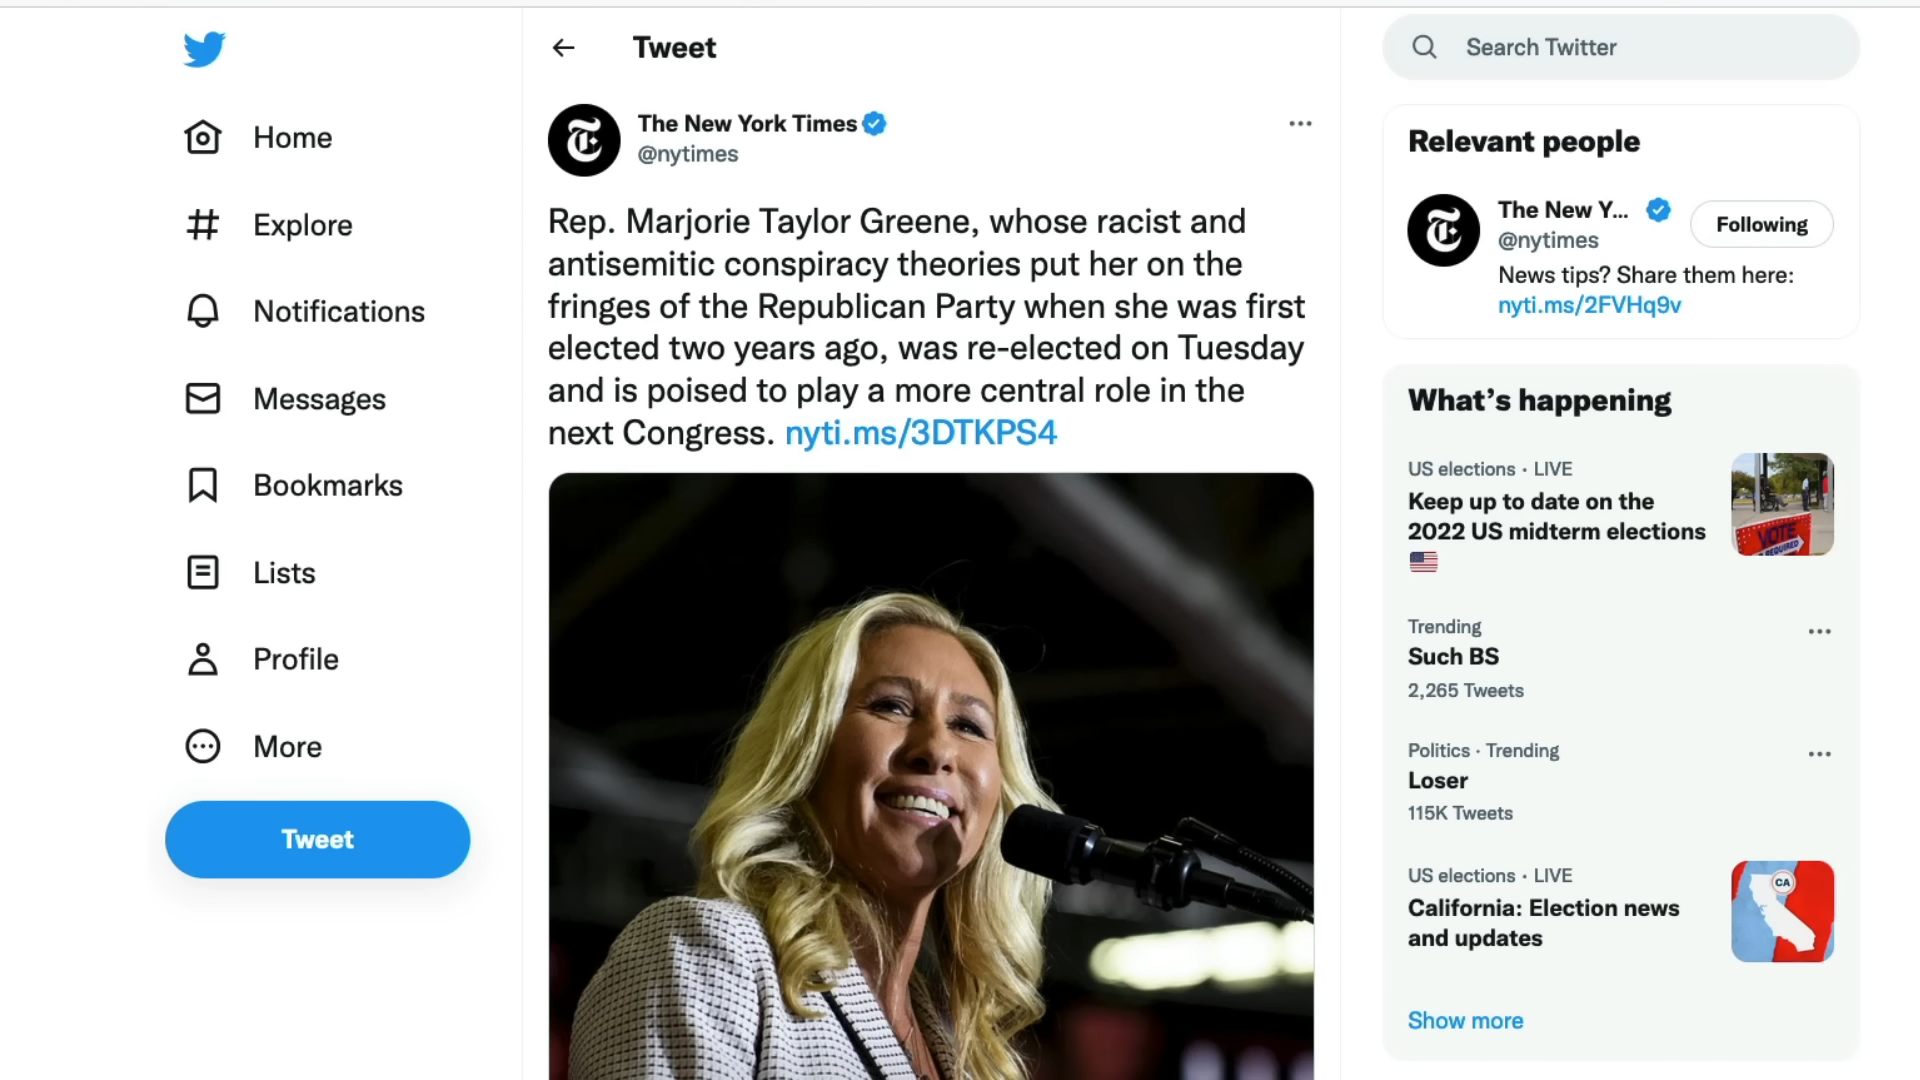 Home
Explore
Notifications
Messages
Bookmarks
Lists
Profile
More
Tweet
Tweet
The New York Times
@nytimes
Rep. Marjorie Taylor Greene, whose racist and
antisemitic conspiracy theories put her on the
fringes of the Republican Party when she was first
elected two years ago, was re-elected on Tuesday
and is poised to play a more central role in the
next Congress. nyti.ms/3DTKPS4
Search Twitter
Relevant people
The New Y...
@nytimes
Following
News tips? Share them here:
nyti.ms/2FVHq9v
What's happening
US elections · LIVE
Keep up to date on the
2022 US midterm elections
VOTE
REQUIRED
Trending
Such BS
2,265 Tweets
Politics · Trending
Loser
115K Tweets
US elections · LIVE
California: Election news
and updates
CA
Show more